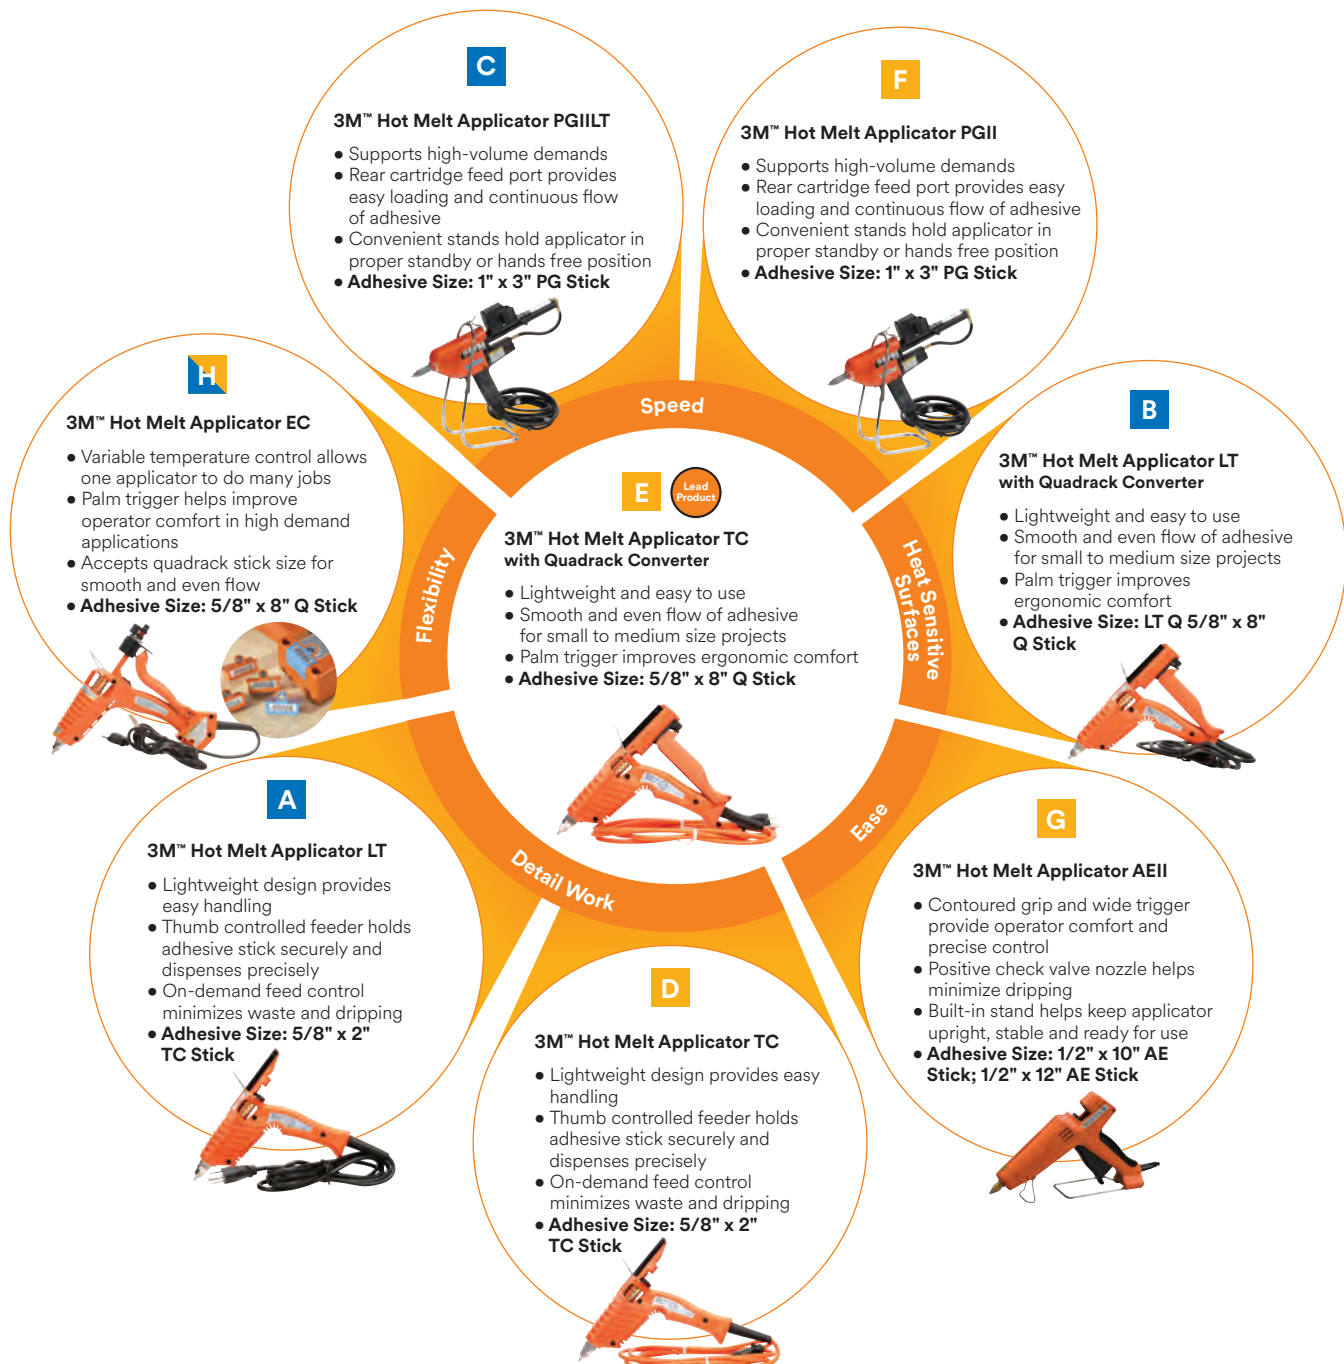 C
3M™ Hot Melt Applicator PGIILT
● Supports high-volume demands
● Rear cartridge feed port provides
easy loading and continuous flow
of adhesive
● Convenient stands hold applicator in
proper standby or hands free position
● Adhesive Size: 1" x 3" PG Stick
F
3M™ Hot Melt Applicator PGII
● Supports high-volume demands
● Rear cartridge feed port provides easy
loading and continuous flow of adhesive
● Convenient stands hold applicator in
proper standby or hands free position
● Adhesive Size: 1" x 3" PG Stick
H
3M™ Hot Melt Applicator EC
● Variable temperature control allows
one applicator to do many jobs
● Palm trigger helps improve
operator comfort in high demand
applications
● Accepts quadrack stick size for
smooth and even flow
● Adhesive Size: 5/8" x 8" Q Stick
Speed
B
3M™ Hot Melt Applicator LT
with Quadrack Converter
● Lightweight and easy to use
● Smooth and even flow of adhesive
for small to medium size projects
● Palm trigger improves
ergonomic comfort
● Adhesive Size: LT Q 5/8" x 8"
Q Stick
E
Lead
Product
3M™ Hot Melt Applicator TC
with Quadrack Converter
● Lightweight and easy to use
● Smooth and even flow of adhesive
for small to medium size projects
● Palm trigger improves ergonomic comfort
● Adhesive Size: 5/8" x 8" Q Stick
Flexibility
Heat Sensitive
Surfaces
Ease
Detail Work
A
3M™ Hot Melt Applicator LT
● Lightweight design provides
easy handling
● Thumb controlled feeder holds
adhesive stick securely and
dispenses precisely
● On-demand feed control
minimizes waste and dripping
● Adhesive Size: 5/8" x 2"
TC Stick
G
3M™ Hot Melt Applicator AEII
● Contoured grip and wide trigger
provide operator comfort and
precise control
● Positive check valve nozzle helps
minimize dripping
● Built-in stand helps keep applicator
upright, stable and ready for use
● Adhesive Size: 1/2" x 10" AE
Stick; 1/2" x 12" AE Stick
D
3M™ Hot Melt Applicator TC
● Lightweight design provides easy
handling
● Thumb controlled feeder holds
adhesive stick securely and
dispenses precisely
● On-demand feed control
minimizes waste and dripping
● Adhesive Size: 5/8" x 2"
TC Stick